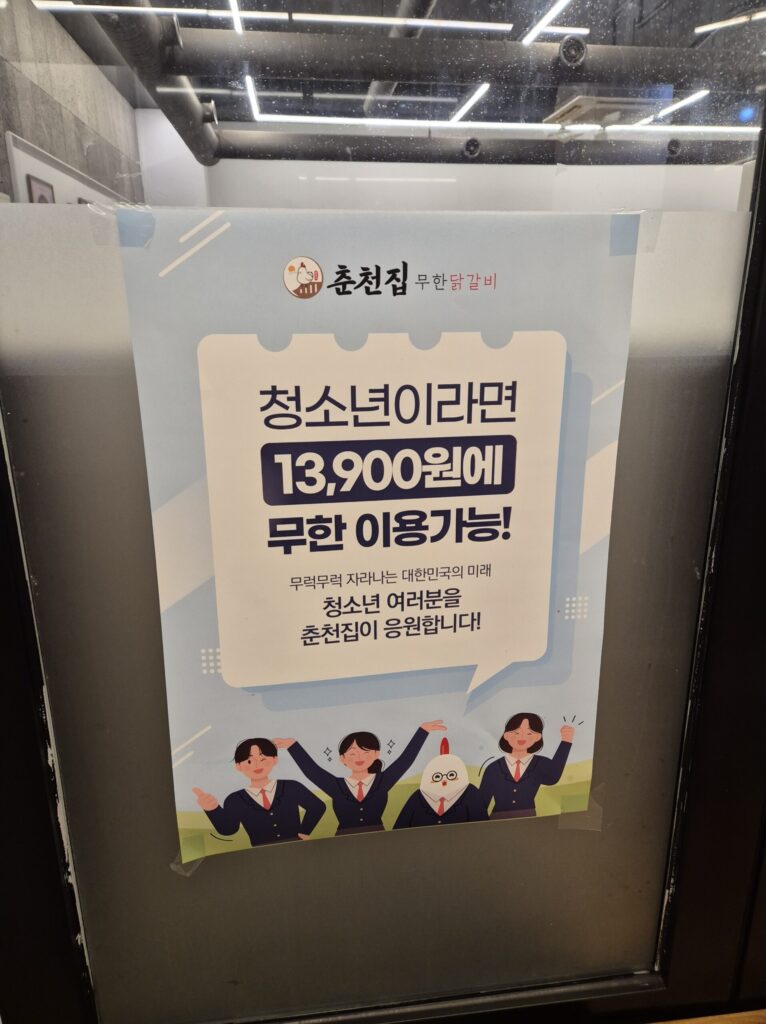 춘천집 무한닭갈비
청소년이라면
13,900원에
무한 이용가능!
무럭무럭 자라나는 대한민국의 미래
청소년 여러분을
춘천집이 응원합니다!